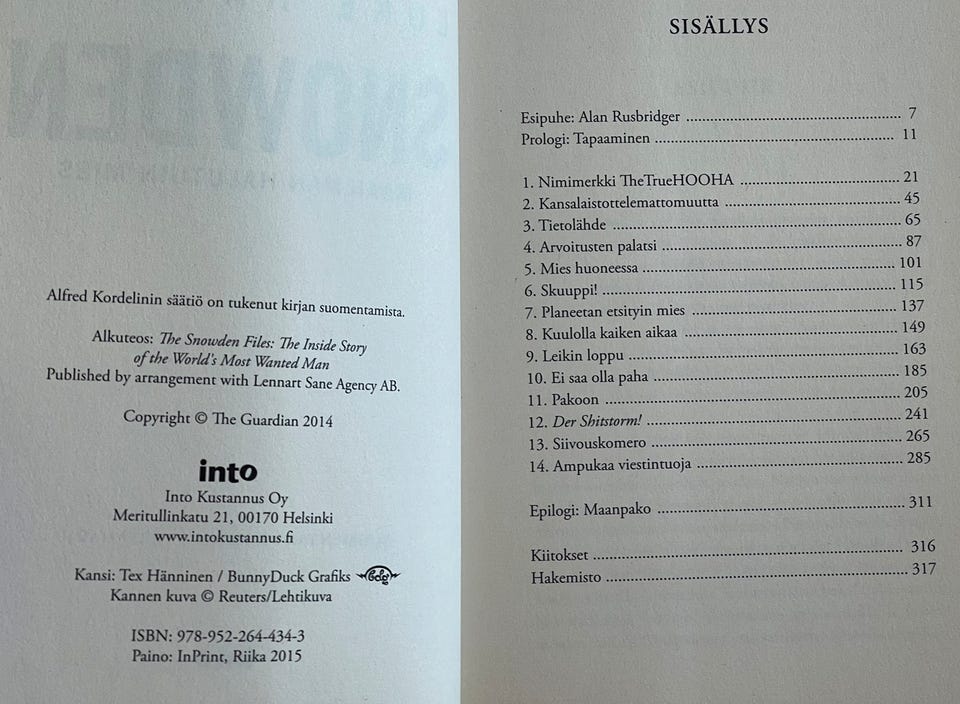 Alfred Kordelinin säätiö on tukenut kirjan suomentamista.
Alkuteos: The Snowden Files: The Inside Story
of the World's Most Wanted Man
Published by arrangement with Lennart Sane Agency AB.
Copyright © The Guardian 2014
into
Into Kustannus Oy
Meritullinkatu 21, 00170 Helsinki
www.intokustannus.fi
Kansi: Tex Hänninen / BunnyDuck Grafiks
Kannen kuva © Reuters/Lehtikuva
ISBN: 978-952-264-434-3
Paino: InPrint, Riika 2015
SISÄLLYS
Esipuhe: Alan Rusbridger ........ 7
Prologi: Tapaaminen ........ 11
1. Nimimerkki TheTrueHOOHA ........ 21
2. Kansalaistottelemattomuutta ........ 45
3. Tietolähde ........ 65
4. Arvoitusten palatsi ........ 87
5. Mies huoneessa ........ 101
6. Skuuppi! ........ 115
7. Planeetan etsityin mies ........ 137
8. Kuulolla kaiken aikaa ........ 149
9. Leikin loppu ........ 163
10. Ei saa olla paha ........ 185
11. Pakoon ........ 205
12. Der Shitstorm! ........ 241
13. Siivouskomero ........ 265
14. Ampukaa viestintuoja ........ 285
Epilogi: Maanpako ........ 311
Kiitokset ........ 316
Hakemisto ........ 317